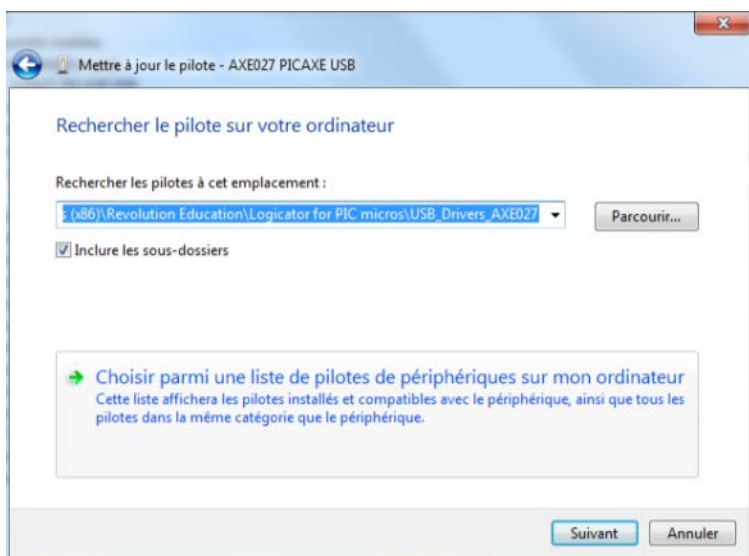 Mettre à jour le pilote - AXE027 PICAXE USB
Rechercher le pilote sur votre ordinateur
Rechercher les pilotes à cet emplacement :
s (x86)\Revolution Education\Logicator for PIC micros\USB_Drivers_AXE027
Parcourir...
Inclure les sous-dossiers
Choisir parmi une liste de pilotes de périphériques sur mon ordinateur
Cette liste affichera les pilotes installés et compatibles avec le périphérique, ainsi que tous les
pilotes dans la même catégorie que le périphérique.
Suivant
Annuler